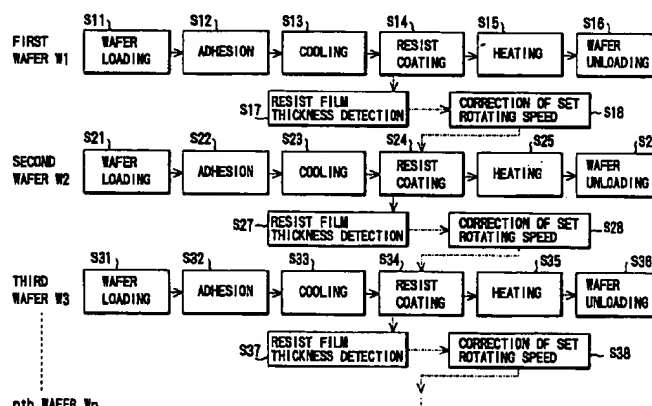 S11 S12 S13 S14 S15 S16
FIRST WAFER W1
WAFER LOADING
ADHESION
COOLING
RESIST COATING
HEATING
WAFER UNLOADING
S17
RESIST FILM THICKNESS DETECTION
CORRECTION OF SET ROTATING SPEED
S18
S21 S22 S23 S24 S25
SECOND WAFER W2
WAFER LOADING
ADHESION
COOLING
RESIST COATING
HEATING
WAFER UNLOADING
S27
RESIST FILM THICKNESS DETECTION
CORRECTION OF SET ROTATING SPEED
S28
S31 S32 S33 S34 S35 S36
THIRD WAFER W3
WAFER LOADING
ADHESION
COOLING
RESIST COATING
HEATING
WAFER UNLOADING
S37
RESIST FILM THICKNESS DETECTION
CORRECTION OF SET ROTATING SPEED
S38
nth WAFER Wn